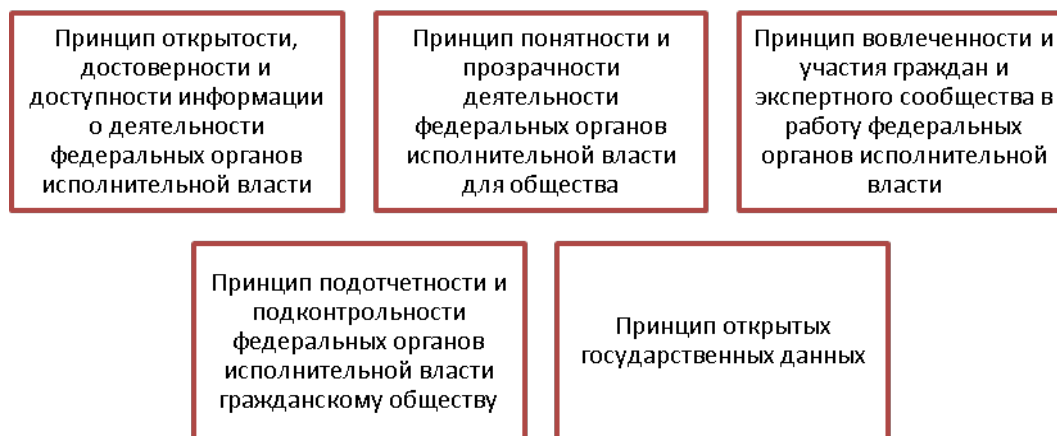 Принцип открытости,
достоверности и
доступности информации
о деятельности
федеральных органов
исполнительной власти
Принцип понятности и
прозрачности
деятельности
федеральных органов
исполнительной власти
для общества
Принцип вовлеченности и
участия граждан и
экспертного сообщества в
работу федеральных
органов исполнительной
власти
Принцип подотчетности и
подконтрольности
федеральных органов
исполнительной власти
гражданскому обществу
Принцип открытых
государственных данных